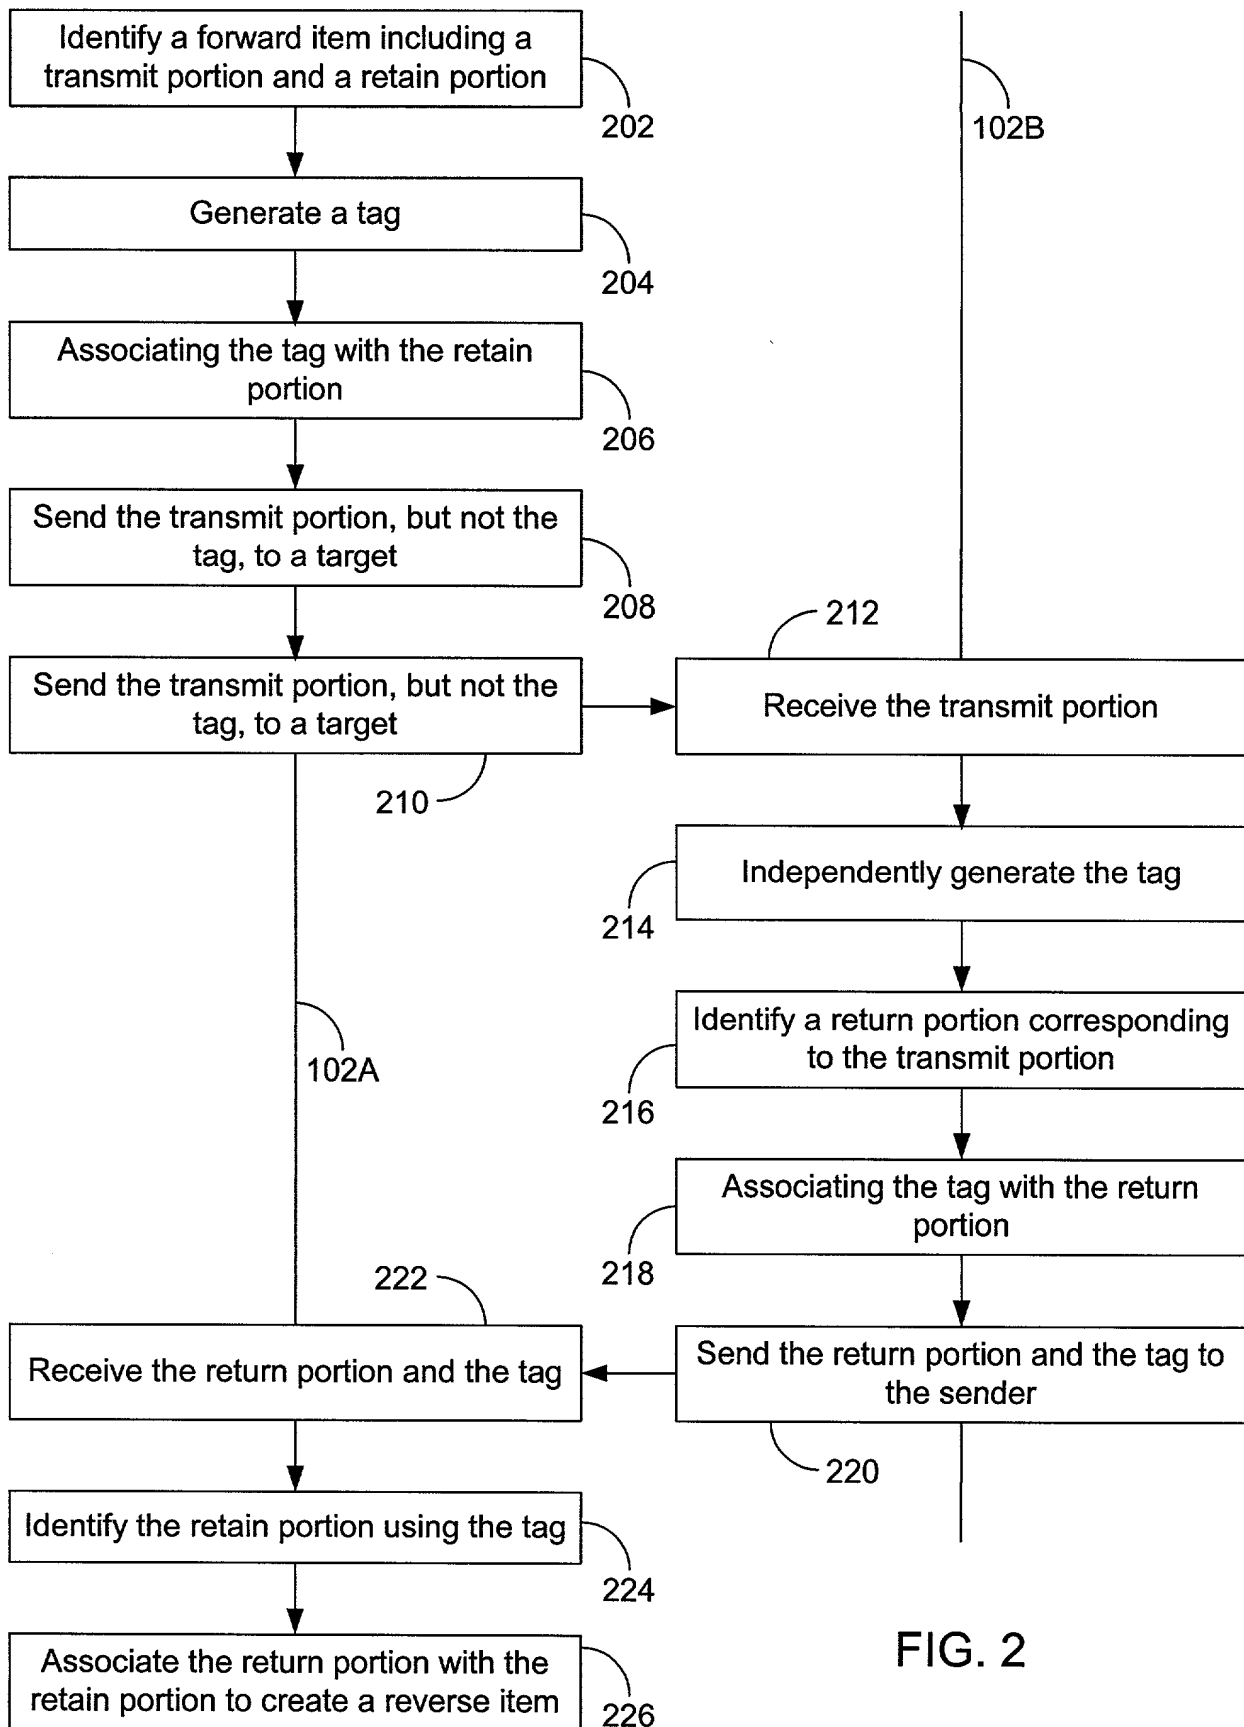 Identify a forward item including a
transmit portion and a retain portion
202
102B
Generate a tag
204
Associating the tag with the retain
portion
206
Send the transmit portion, but not the
tag, to a target
208
Send the transmit portion, but not the
tag, to a target
210
212
Receive the transmit portion
Independently generate the tag
214
102A
Identify a return portion corresponding
to the transmit portion
216
Associating the tag with the return
portion
218
222
Receive the return portion and the tag
Send the return portion and the tag to
the sender
220
Identify the retain portion using the tag
224
Associate the return portion with the
retain portion to create a reverse item
226
FIG. 2